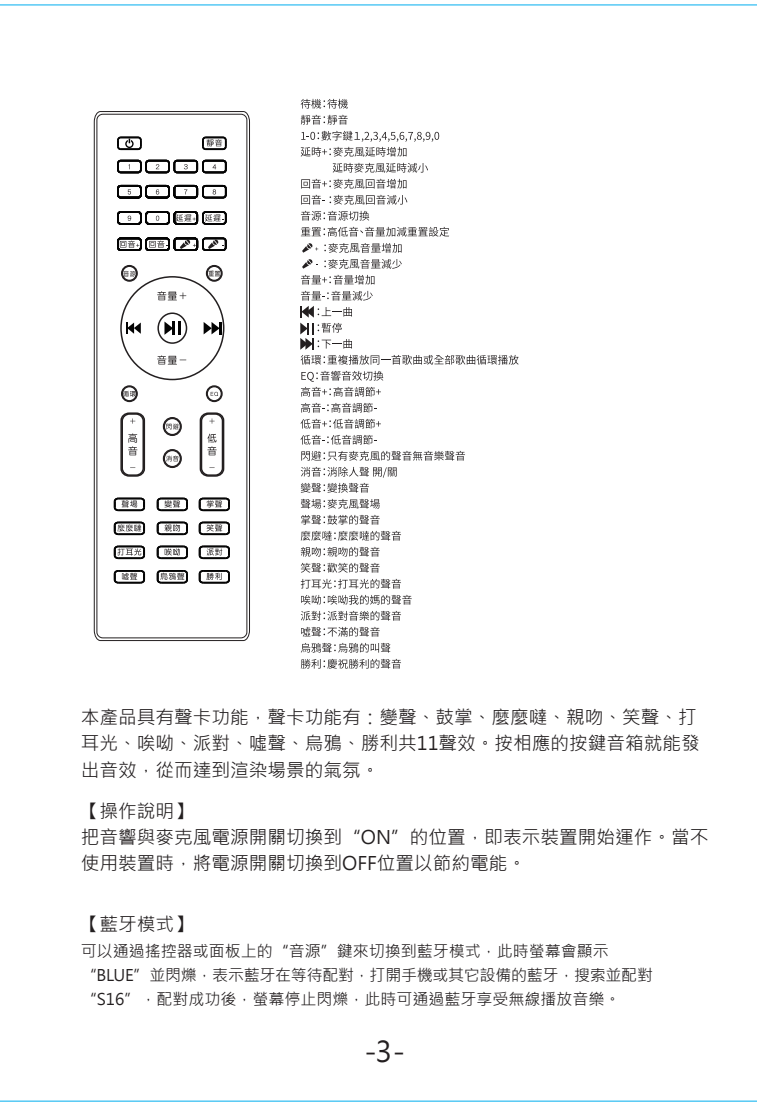 靜音
1 2 3 4
5 6 7 8
9 0 延遲+ 延遲-
回音+ 回音- + -
音源 重置
音量+
音量-
循環 EQ
+ 閃避 +
高音 低音
- 消音 -
聲場 變聲 掌聲
麼麼噠 親吻 笑聲
打耳光 唉呦 派對
噓聲 烏鴉聲 勝利
待機:待機
靜音:靜音
1-0:數字鍵1,2,3,4,5,6,7,8,9,0
延時+:麥克風延時增加
延時麥克風延時減小
回音+:麥克風回音增加
回音-:麥克風回音減小
音源:音源切換
重置:高低音、音量加減重置設定
+ :麥克風音量增加
- :麥克風音量減少
音量+:音量增加
音量-:音量減少
:上一曲
:暫停
:下一曲
循環:重複播放同一首歌曲或全部歌曲循環播放
EQ:音響音效切換
高音+:高音調節+
高音-:高音調節-
低音+:低音調節+
低音-:低音調節-
閃避:只有麥克風的聲音無音樂聲音
消音:消除人聲 開/關
變聲:變換聲音
聲場:麥克風聲場
掌聲:鼓掌的聲音
麼麼噠:麼麼噠的聲音
親吻:親吻的聲音
笑聲:歡笑的聲音
打耳光:打耳光的聲音
唉呦:唉呦我的媽的聲音
派對:派對音樂的聲音
噓聲:不滿的聲音
烏鴉聲:烏鴉的叫聲
勝利:慶祝勝利的聲音
本產品具有聲卡功能，聲卡功能有：變聲、鼓掌、麼麼噠、親吻、笑聲、打
耳光、唉呦、派對、噓聲、烏鴉、勝利共11聲效。按相應的按鍵音箱就能發
出音效，從而達到渲染場景的氣氛。
【操作說明】
把音響與麥克風電源開關切換到“ON”的位置，即表示裝置開始運作。當不
使用裝置時，將電源開關切換到OFF位置以節約電能。
【藍牙模式】
可以通過搖控器或面板上的“音源”鍵來切換到藍牙模式，此時螢幕會顯示
“BLUE”並閃爍，表示藍牙在等待配對，打開手機或其它設備的藍牙，搜索並配對
“S16”，配對成功後，螢幕停止閃爍，此時可通過藍牙享受無線播放音樂。
-3-